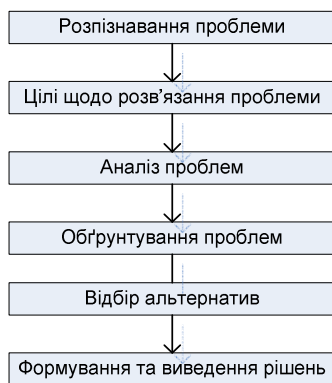 Розпізнавання проблеми
Цілі щодо розв’язання проблеми
Аналіз проблем
Обґрунтування проблем
Відбір альтернатив
Формування та виведення рішень